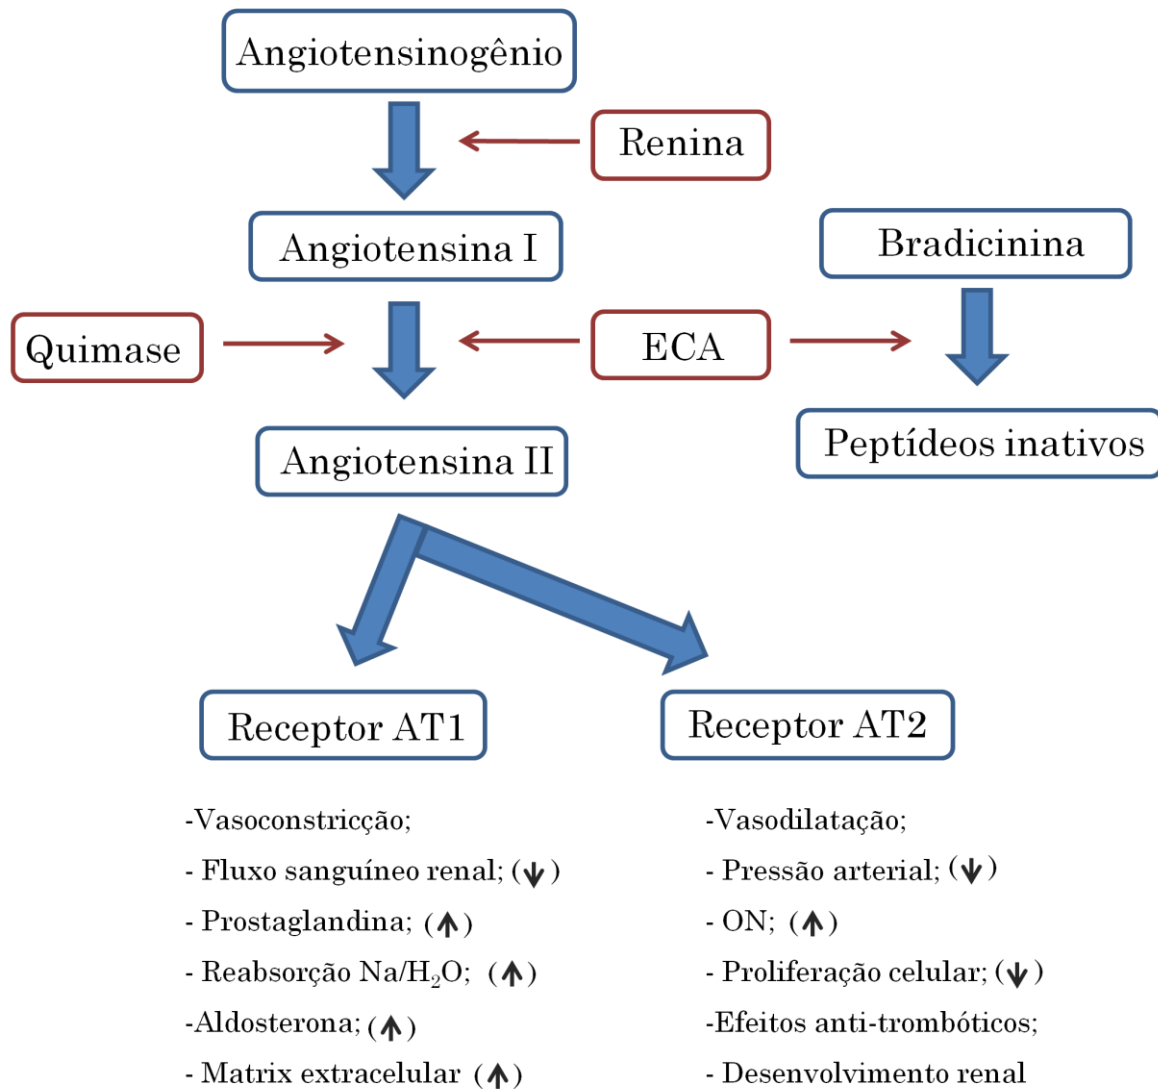 Angiotensinogênio
Renina
Angiotensina I
Bradicinina
Quimase
ECA
Angiotensina II
Peptídeos inativos
Receptor AT1
Receptor AT2
-Vasoconstricção;
- Fluxo sanguíneo renal; (↓)
- Prostaglandina; (↑)
- Reabsorção Na/H₂O; (↑)
-Aldosterona; (↑)
- Matrix extracelular (↑)
-Vasodilatação;
- Pressão arterial; (↓)
- ON; (↑)
- Proliferação celular; (↓)
-Efeitos anti-trombóticos;
- Desenvolvimento renal